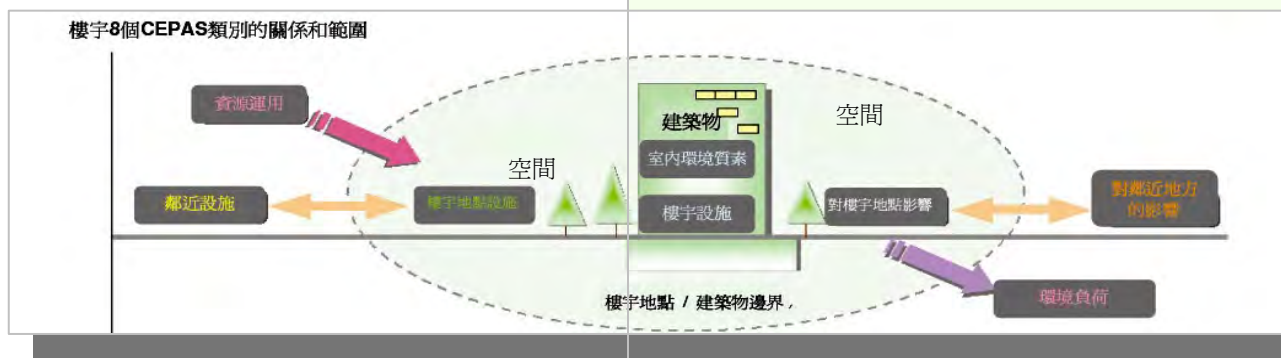 樓宇8個CEPAS類別的關係和範圍
資源運用
空間
建築物
空間
室內環境質素
鄰近設施
樓宇地點設施
樓宇設施
對樓宇地點影響
對鄰近地方
的影響
樓宇地點 / 建築物邊界
環境負荷